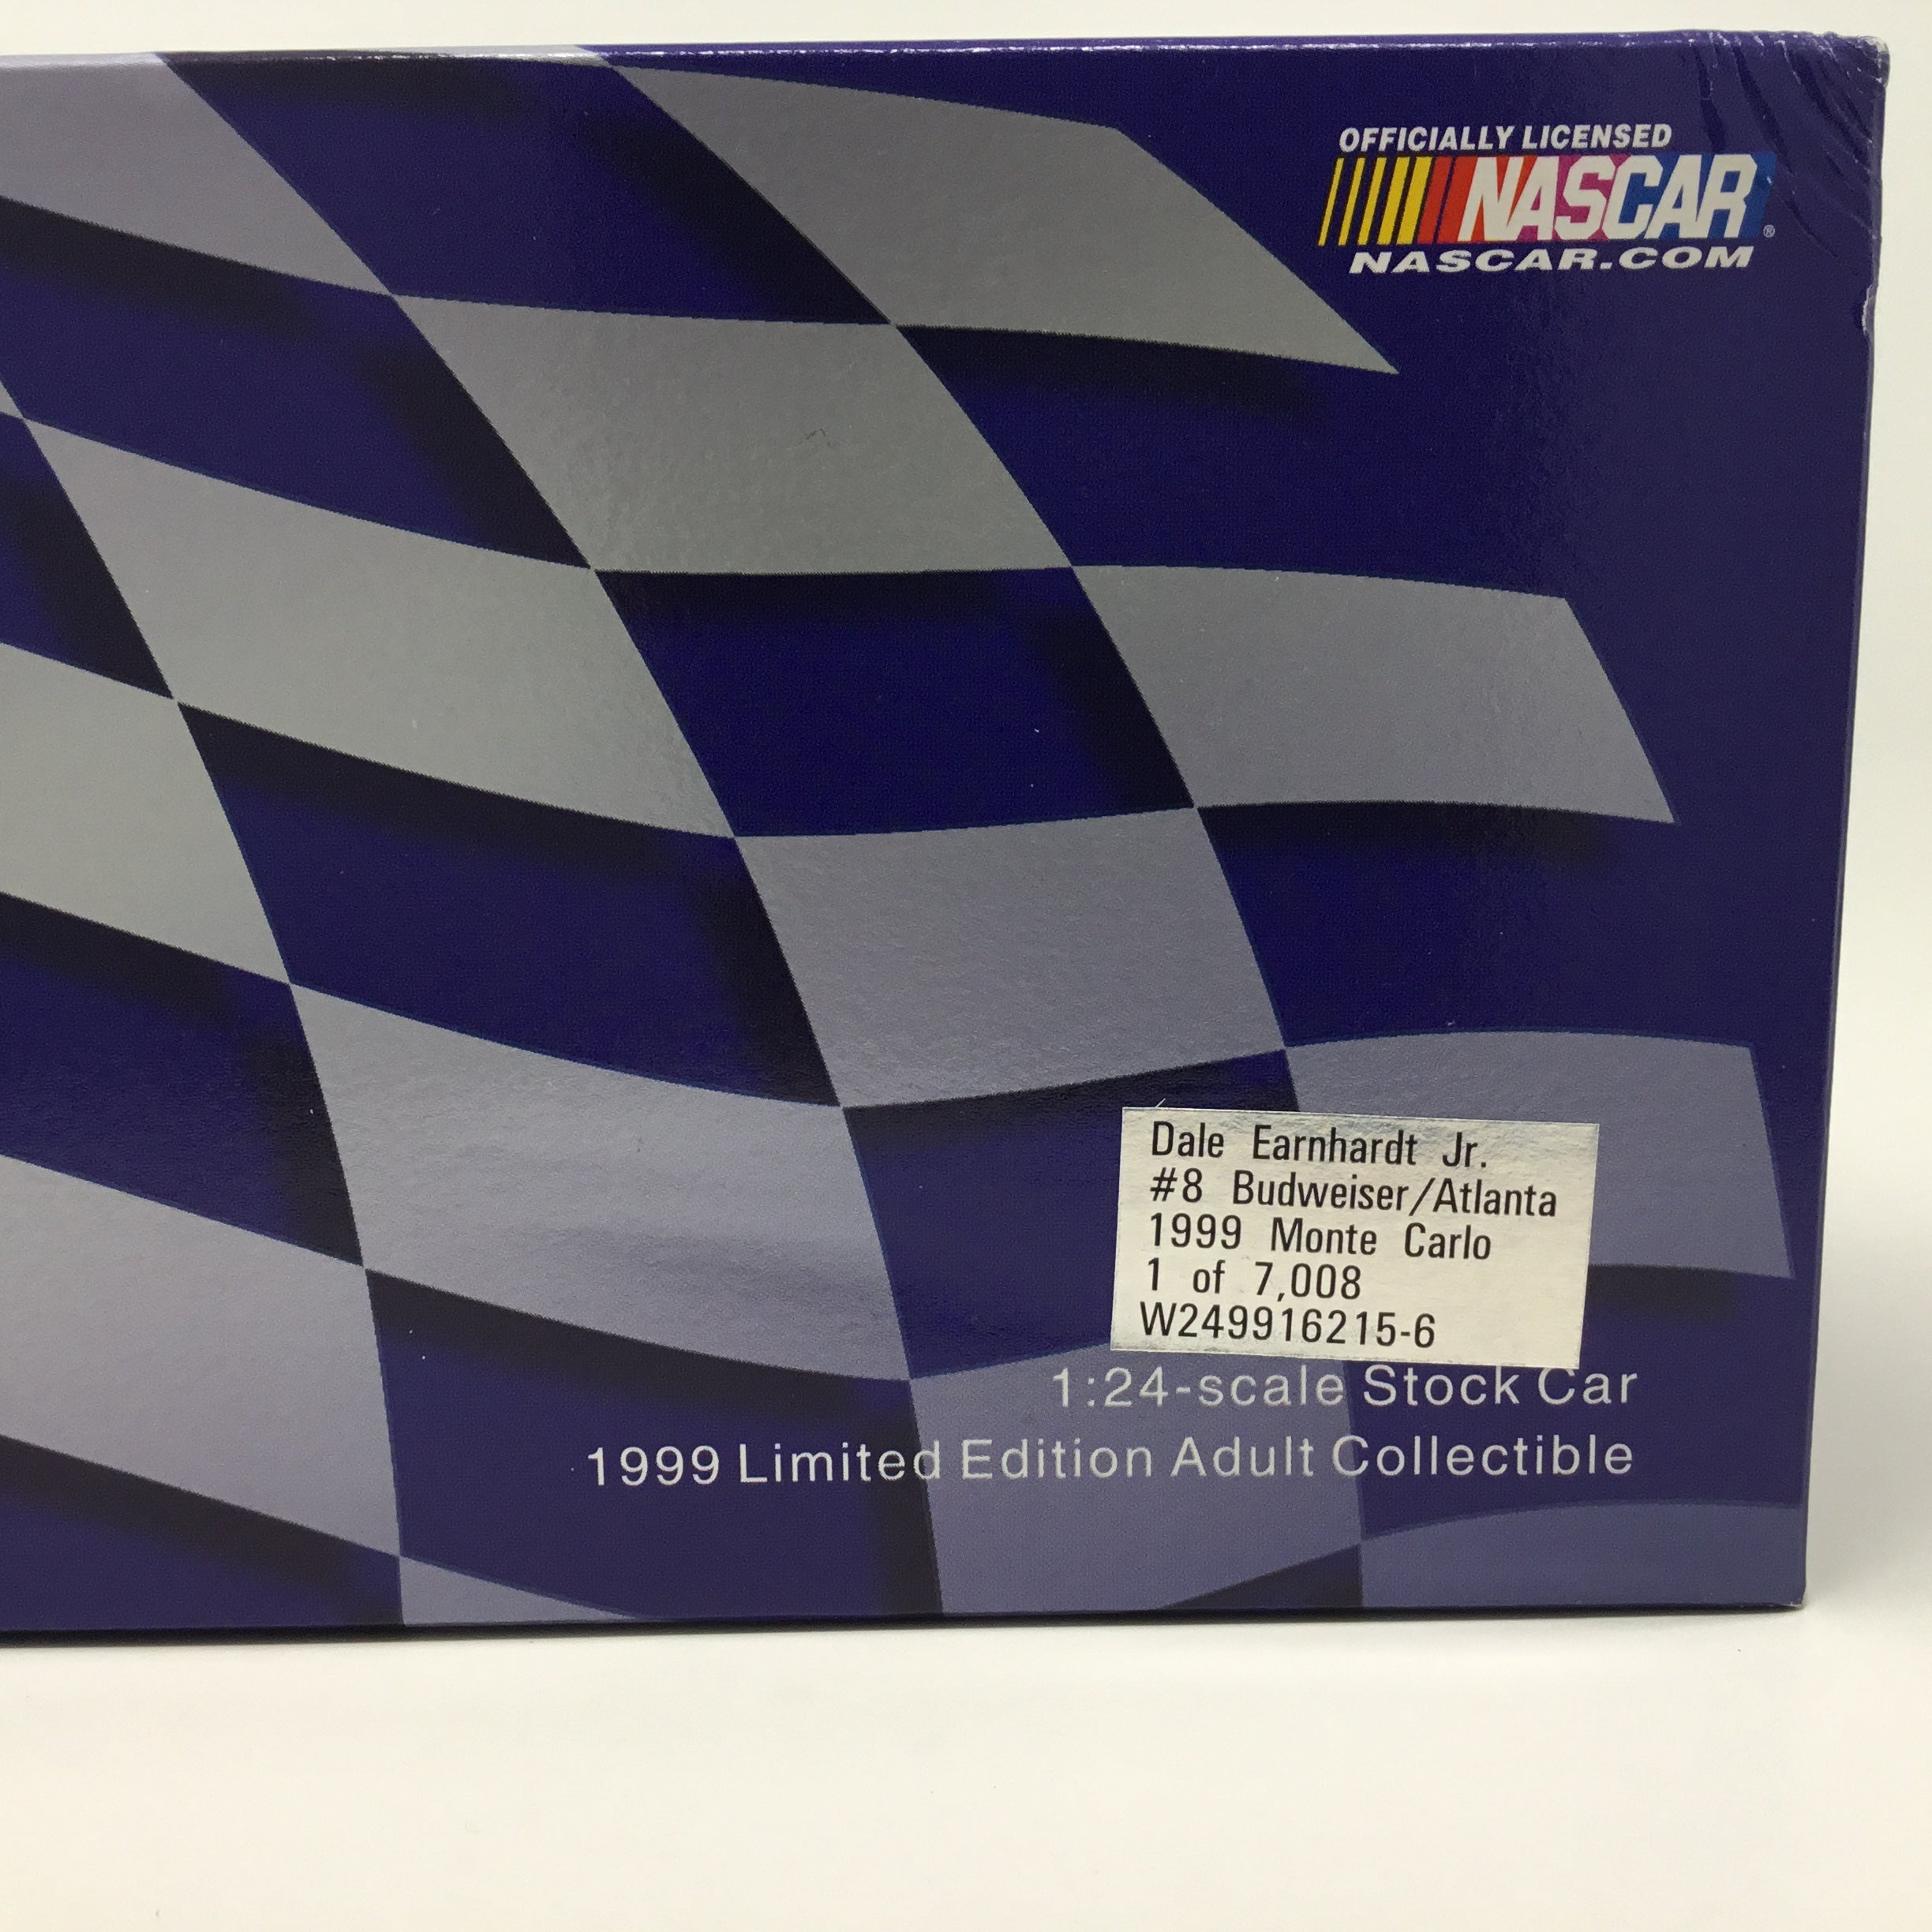 OFFICIALLY LICENSED
NASCAR®
NASCAR.COM
Dale Earnhardt Jr.
#8 Budweiser/Atlanta
1999 Monte Carlo
1 of 7,008
W249916215-6
1:24-scale Stock Car
1999 Limited Edition Adult Collectible